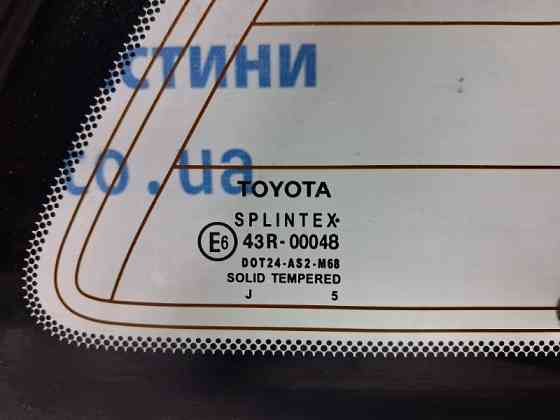 стини
co.ua
TOYOTA
SPLINTEX
E6 43R-00048
DOT24-AS2-M68
SOLID TEMPERED
J 5